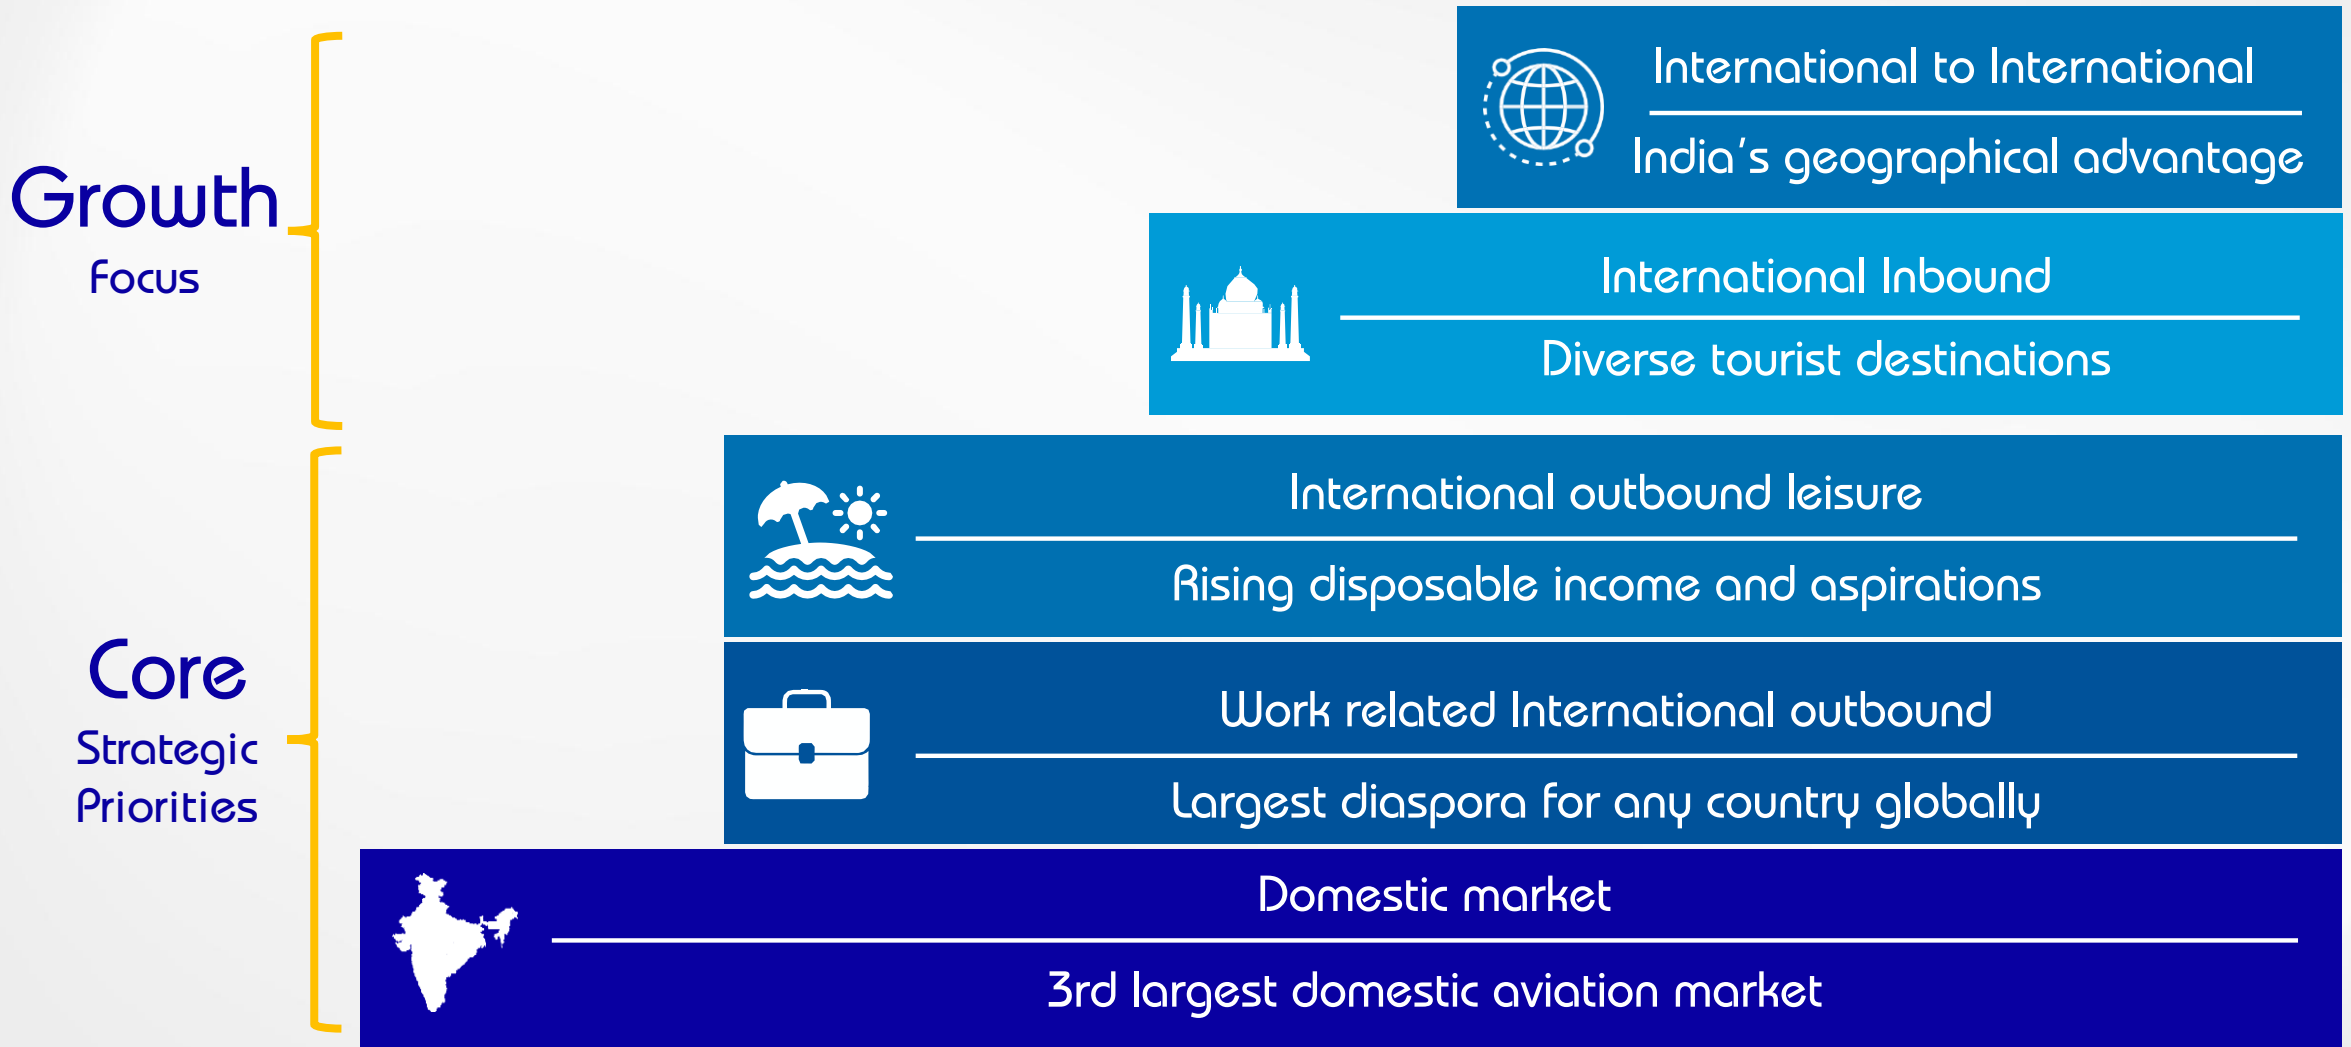 Growth
Focus
International to International
India's geographical advantage
International Inbound
Diverse tourist destinations
Core
Strategic
Priorities
International outbound leisure
Rising disposable income and aspirations
Work related International outbound
Largest diaspora for any country globally
Domestic market
3rd largest domestic aviation market